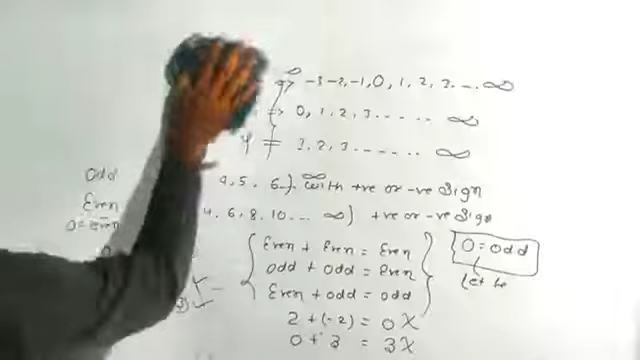 ∞ -3 -2, -1, 0, 1, 2, 3 .... ∞
0, 1, 2, 3 ...... ∞
1, 2, 3 ...... ∞
Odd 4, 5. 6 } ∞ with +ve or -ve Sign
Even 4. 6, 8, 10 ... ∞) +ve or -ve Sign
0 = even
Even + Even = Even
Odd + Odd = Even
Even + Odd = Odd
2 + (-2) = 0 X
0 + 3 = 3 X
0 = odd
let